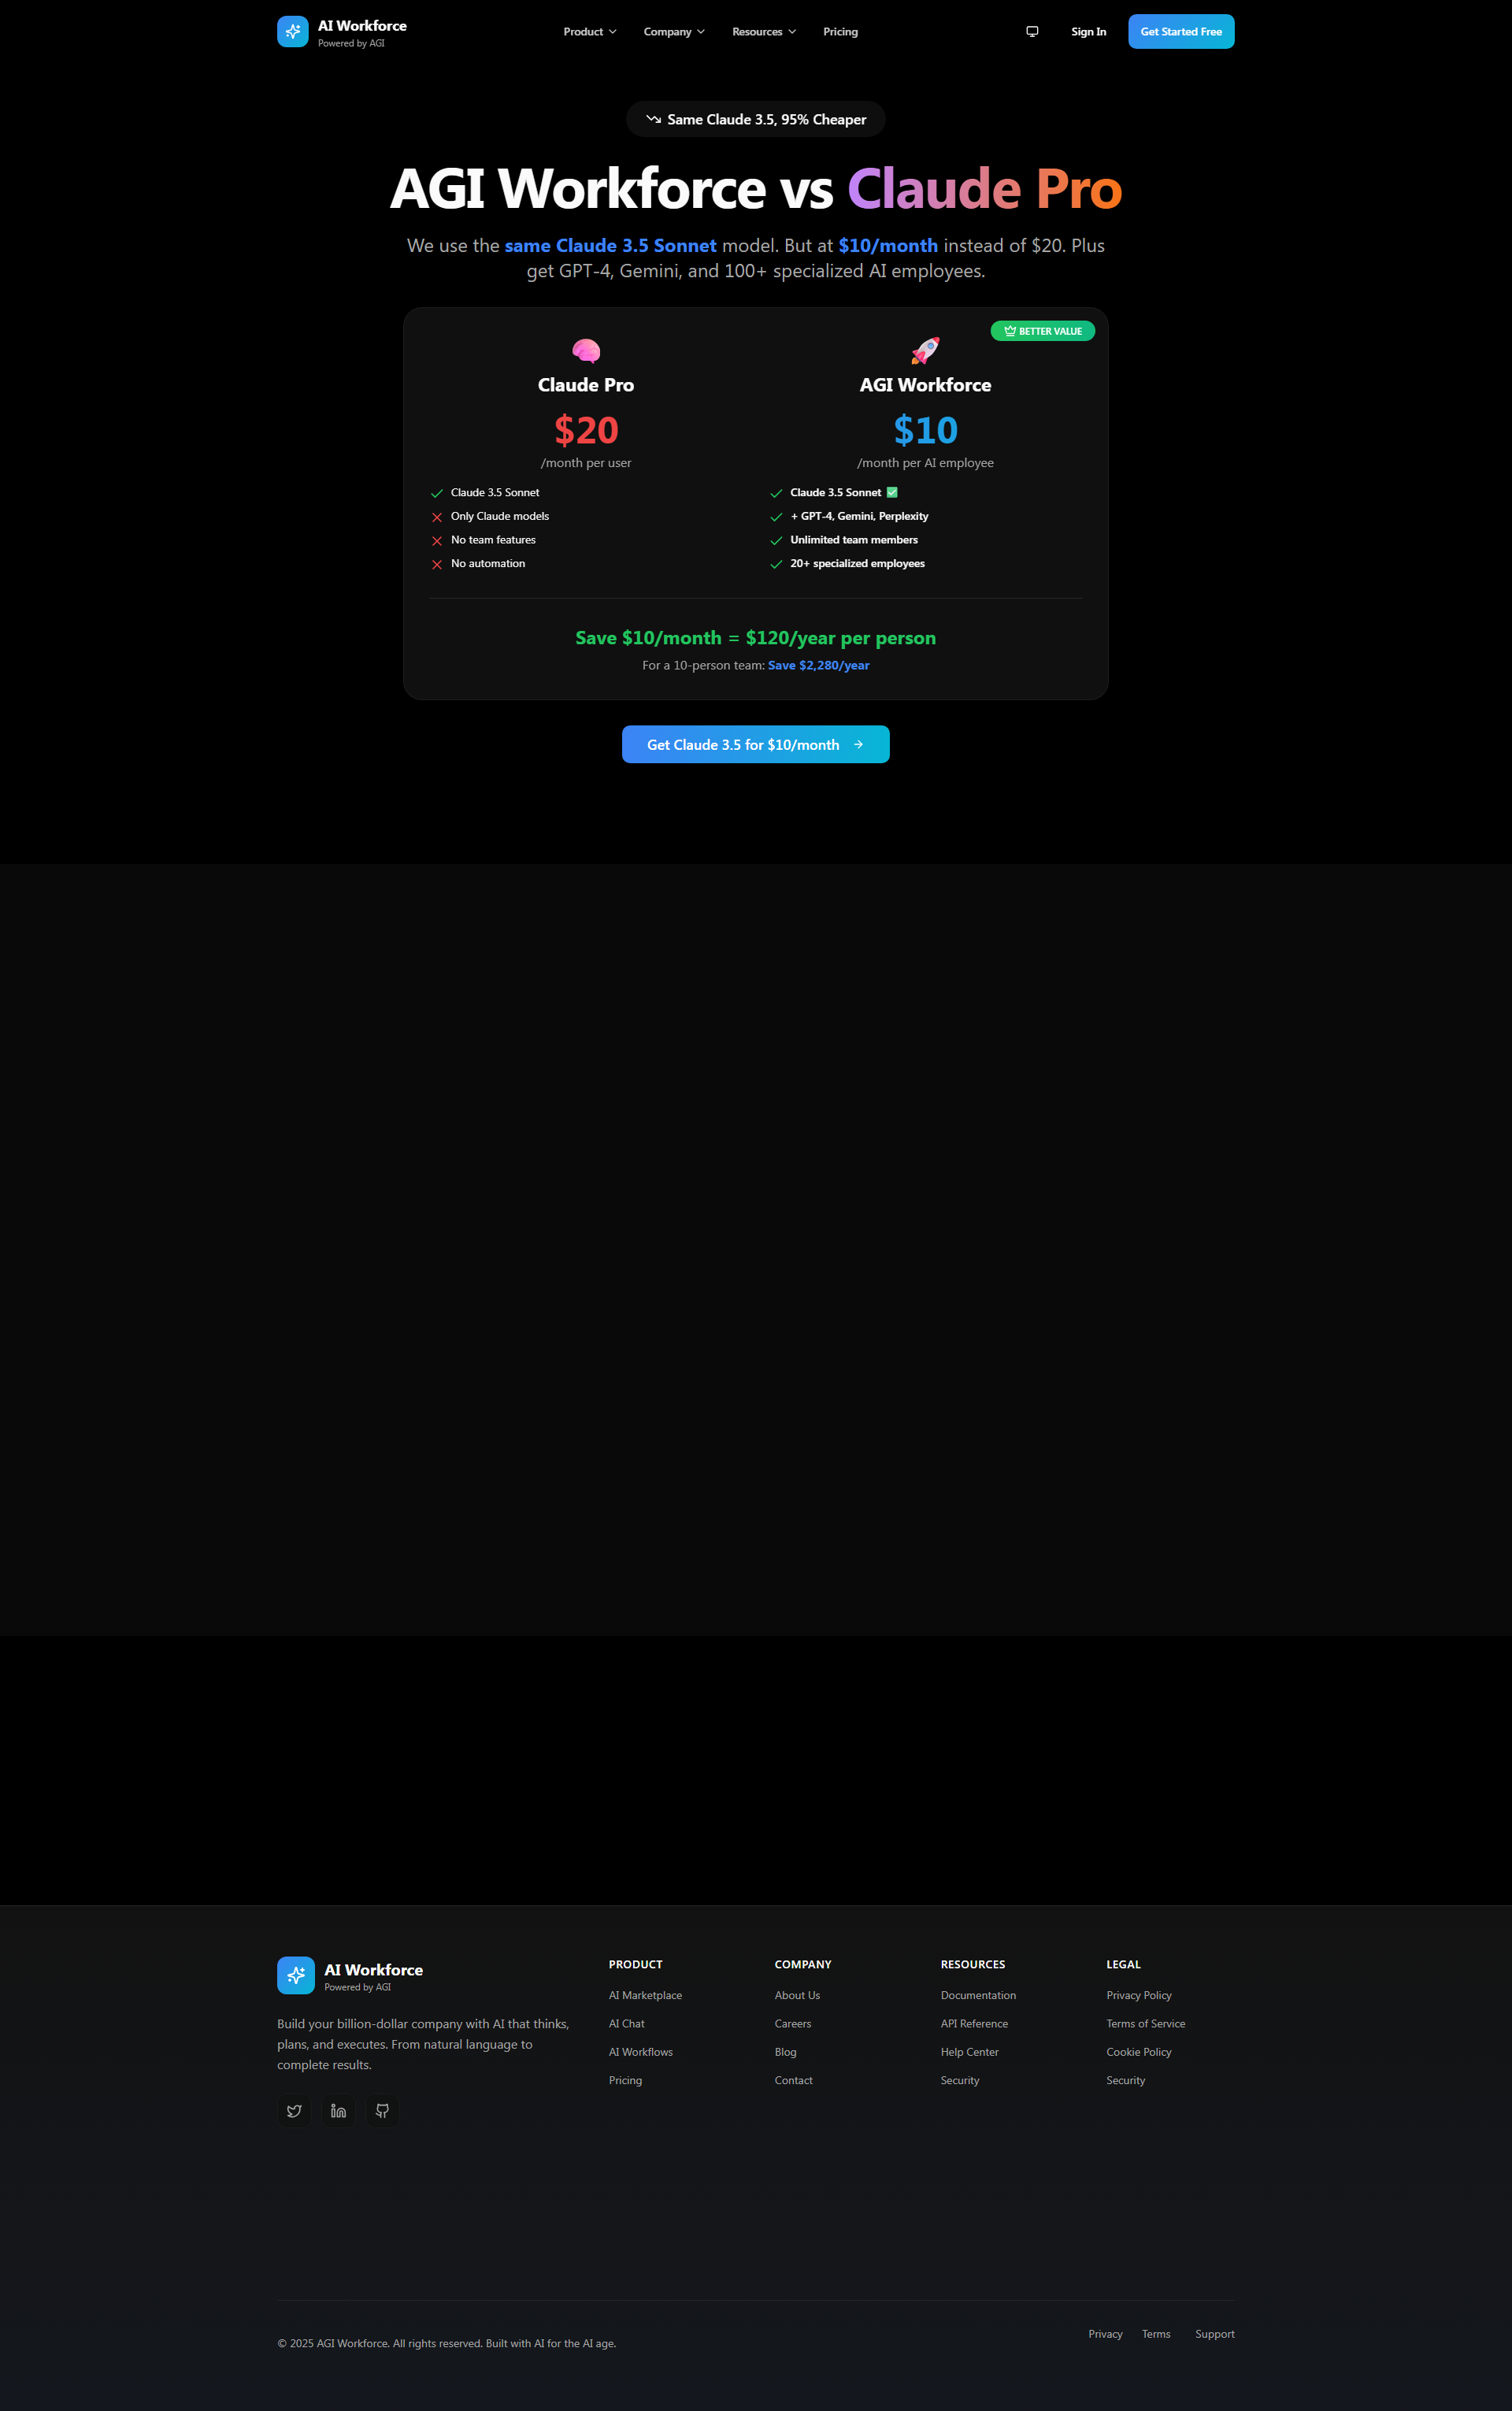 AI Workforce
Powered by AGI
Product
Company
Resources
Pricing
Sign In
Get Started Free
Same Claude 3.5, 95% Cheaper
AGI Workforce vs Claude Pro
We use the same Claude 3.5 Sonnet model. But at $10/month instead of $20. Plus
get GPT-4, Gemini, and 100+ specialized AI employees.
BETTER VALUE
Claude Pro
$20
/month per user
Claude 3.5 Sonnet
Only Claude models
No team features
No automation
AGI Workforce
$10
/month per AI employee
Claude 3.5 Sonnet ✅
+ GPT-4, Gemini, Perplexity
Unlimited team members
20+ specialized employees
Save $10/month = $120/year per person
For a 10-person team: Save $2,280/year
Get Claude 3.5 for $10/month
AI Workforce
Powered by AGI
Build your billion-dollar company with AI that thinks,
plans, and executes. From natural language to
complete results.
PRODUCT
AI Marketplace
AI Chat
AI Workflows
Pricing
COMPANY
About Us
Careers
Blog
Contact
RESOURCES
Documentation
API Reference
Help Center
Security
LEGAL
Privacy Policy
Terms of Service
Cookie Policy
Security
© 2025 AGI Workforce. All rights reserved. Built with AI for the AI age.
Privacy
Terms
Support